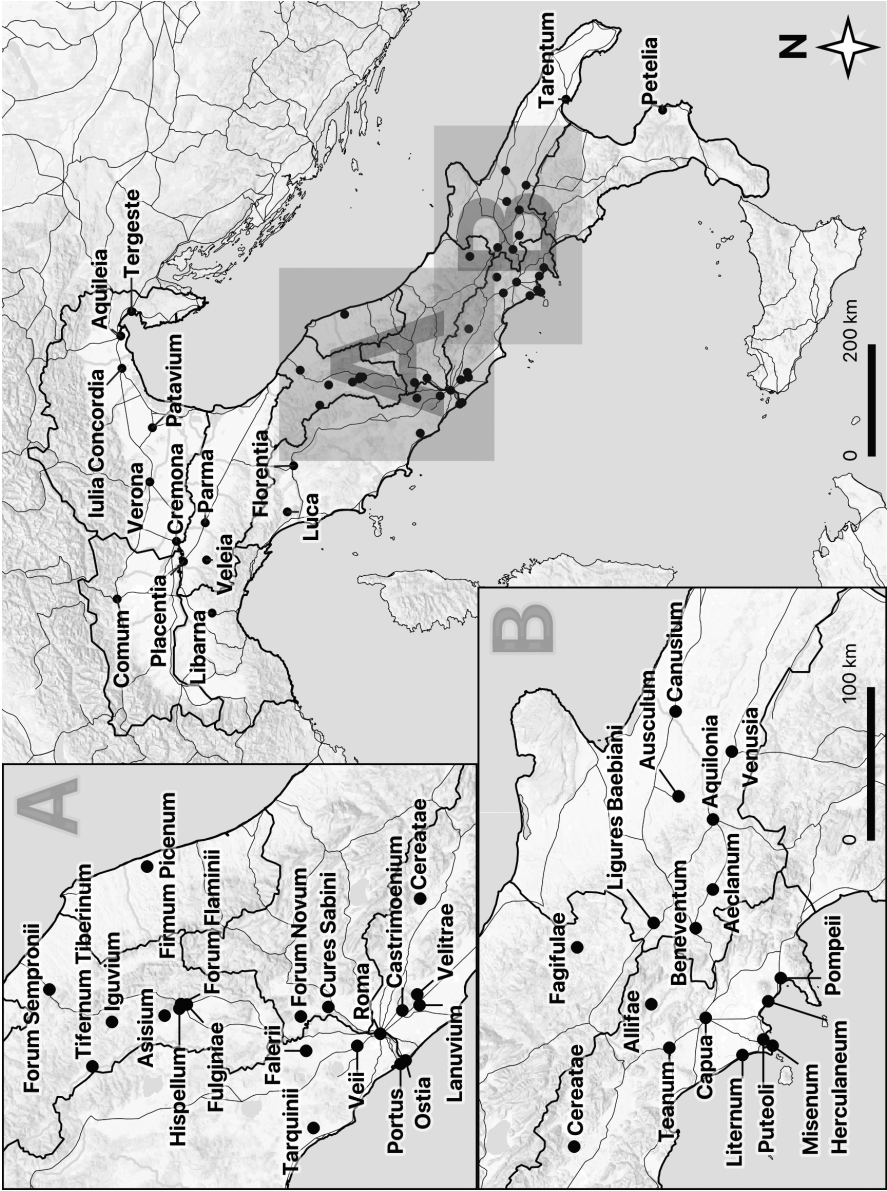 A
Forum Sempronii
Tifernum Tiberinum
Iguvium
Asisium
Hispellum
Fulginiae
Forum Flaminii
Firmum Picenum
Forum Novum
Cures Sabini
Falerii
Tarquinii
Veii
Roma
Castrimoenium
Cereatae
Portus
Ostia
Lanuvium
Velitrae
Aquileia
Tergeste
Iulia Concordia
Patavium
Verona
Cremona
Comum
Placentia
Parma
Veleia
Libarna
Florentia
Luca
A
B
Tarentum
Petelia
N
0
200 km
B
Cereatae
Fagifulae
Allifae
Teanum
Capua
Liternum
Puteoli
Misenum
Herculaneum
Pompeii
Ligures Baebiani
Beneventum
Aeclanum
Ausculum
Canusium
Aquilonia
Venusia
0
100 km